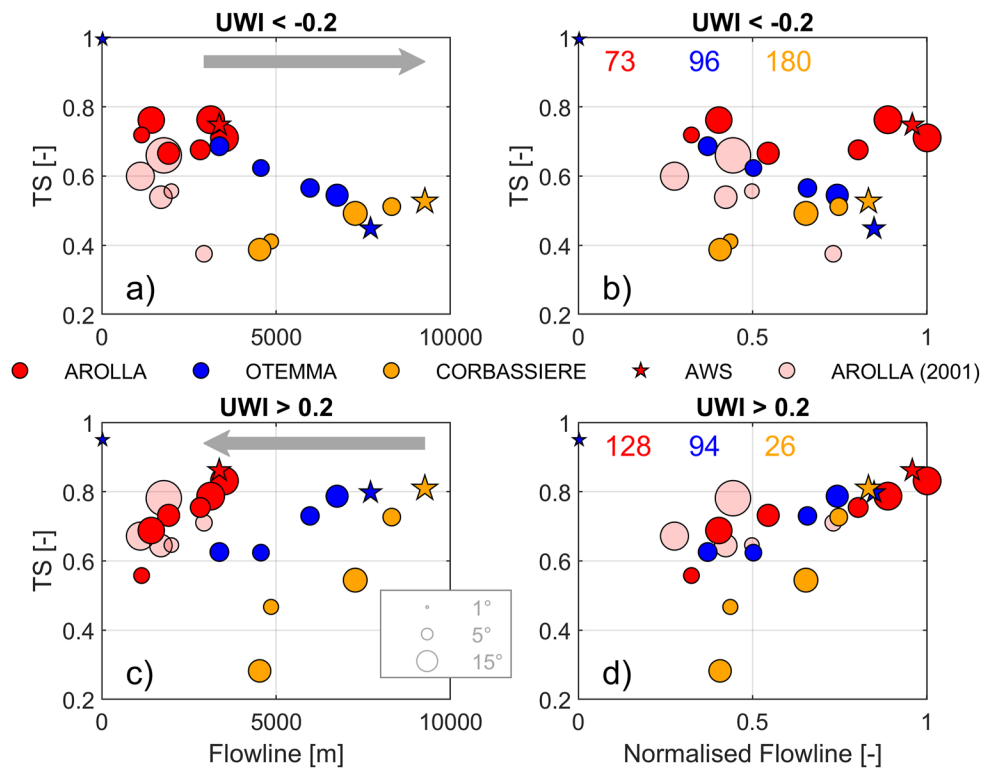 UWI < -0.2
UWI < -0.2
1
0.8
0.6
0.4
0.2
TS [-]
a)
0
5000
10000
1
0.8
0.6
0.4
0.2
TS [-]
73 96 180
b)
0
0.5
1
AROLLA OTEMMA CORBASSIERE AWS AROLLA (2001)
UWI > 0.2
UWI > 0.2
1
0.8
0.6
0.4
0.2
TS [-]
1°
5°
15°
c)
0
5000
10000
Flowline [m]
1
0.8
0.6
0.4
0.2
TS [-]
128 94 26
d)
0
0.5
1
Normalised Flowline [-]